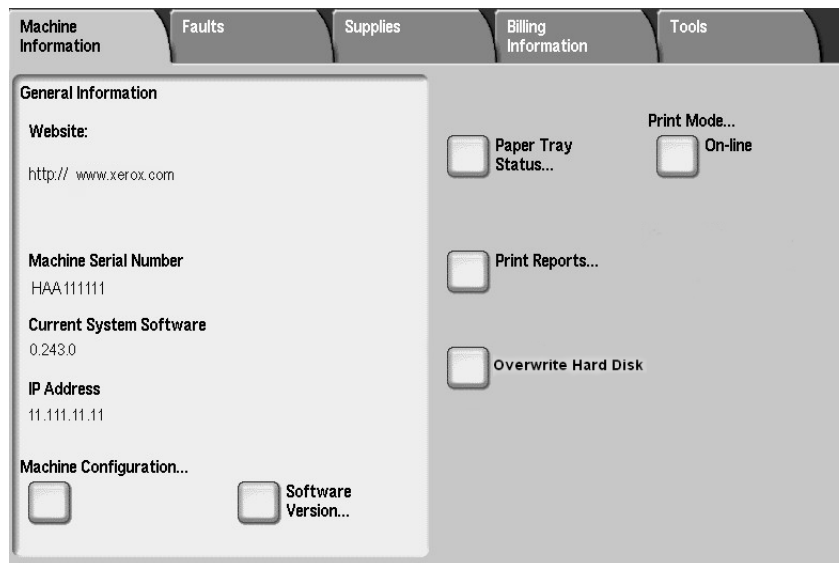 Machine
Information
Faults
Supplies
Billing
Information
Tools
General Information
Website:
http:// www.xerox.com
Machine Serial Number
HAA111111
Current System Software
0.243.0
IP Address
11.111.11.11
Machine Configuration...
Software
Version...
Paper Tray
Status...
Print Mode...
On-line
Print Reports...
Overwrite Hard Disk